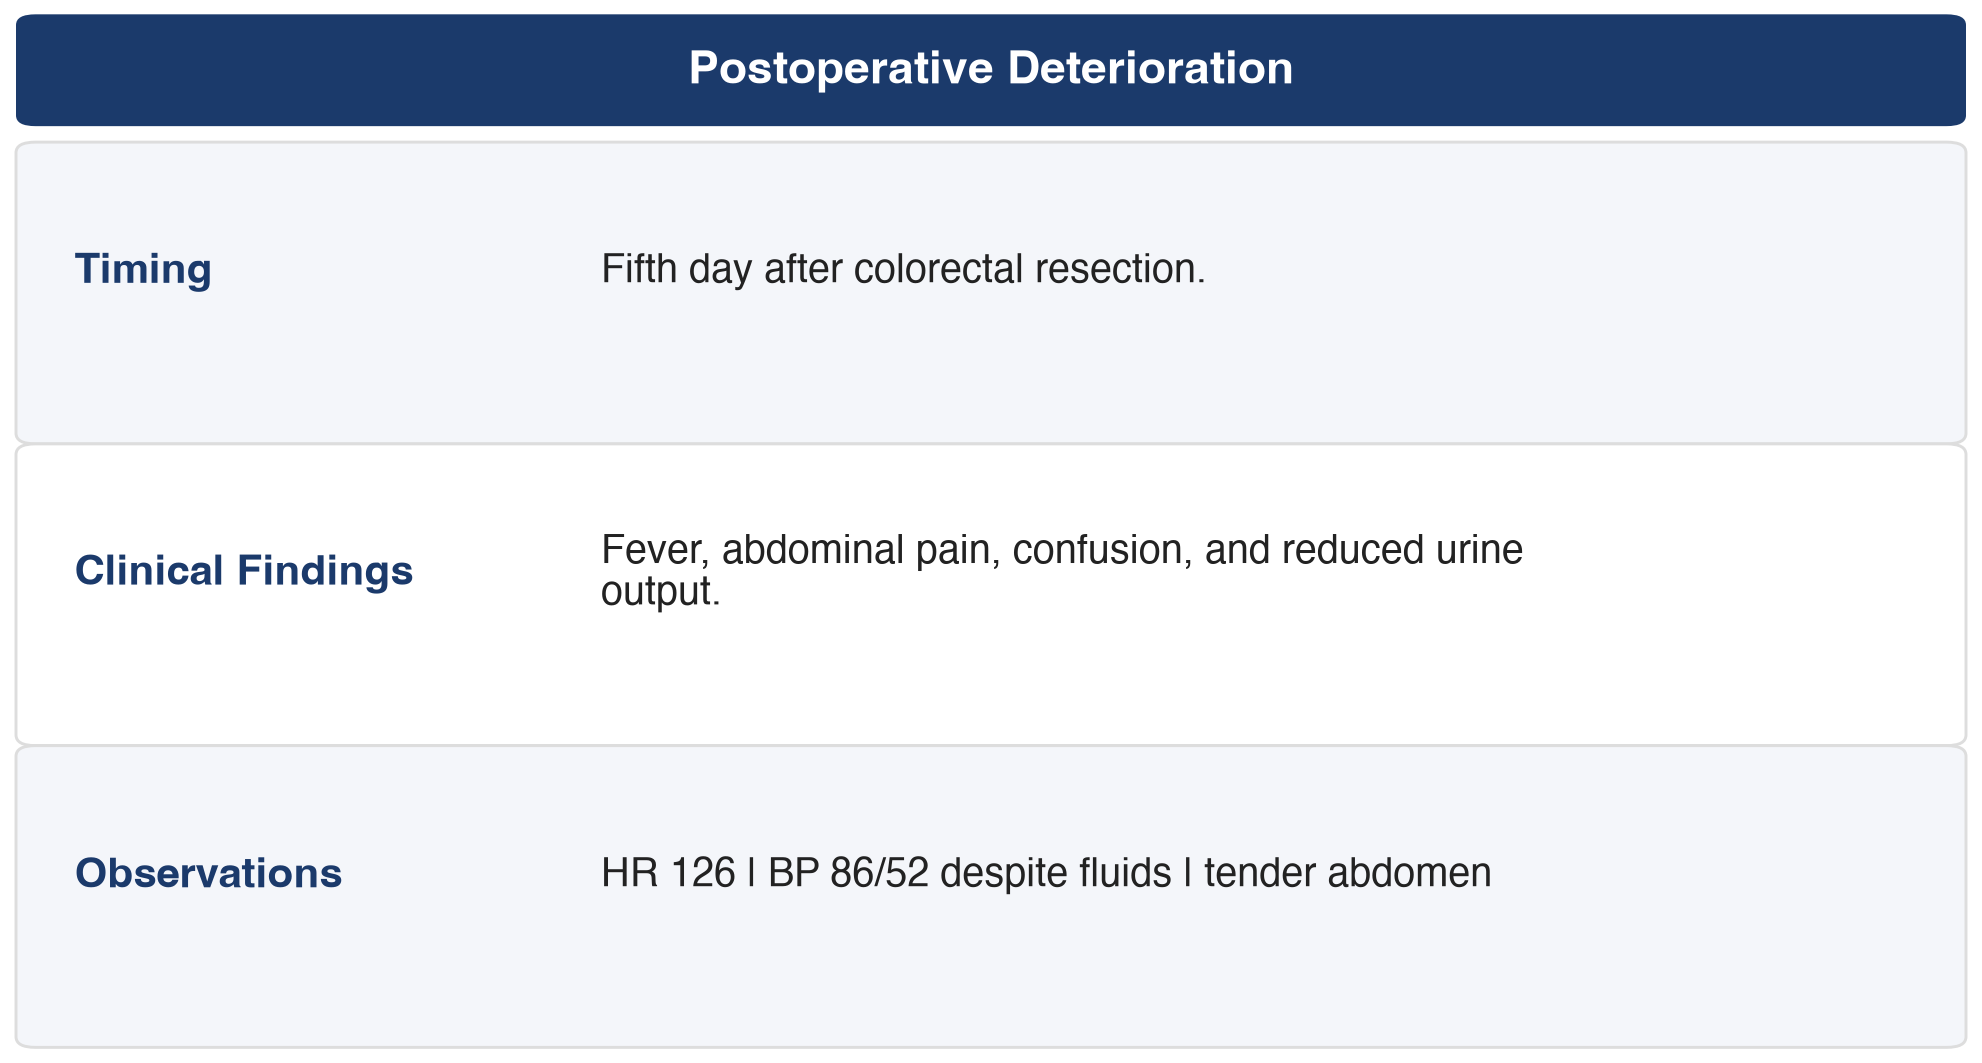 Postoperative Deterioration
Timing
Fifth day after colorectal resection.
Clinical Findings
Fever, abdominal pain, confusion, and reduced urine
output.
Observations
HR 126 | BP 86/52 despite fluids | tender abdomen